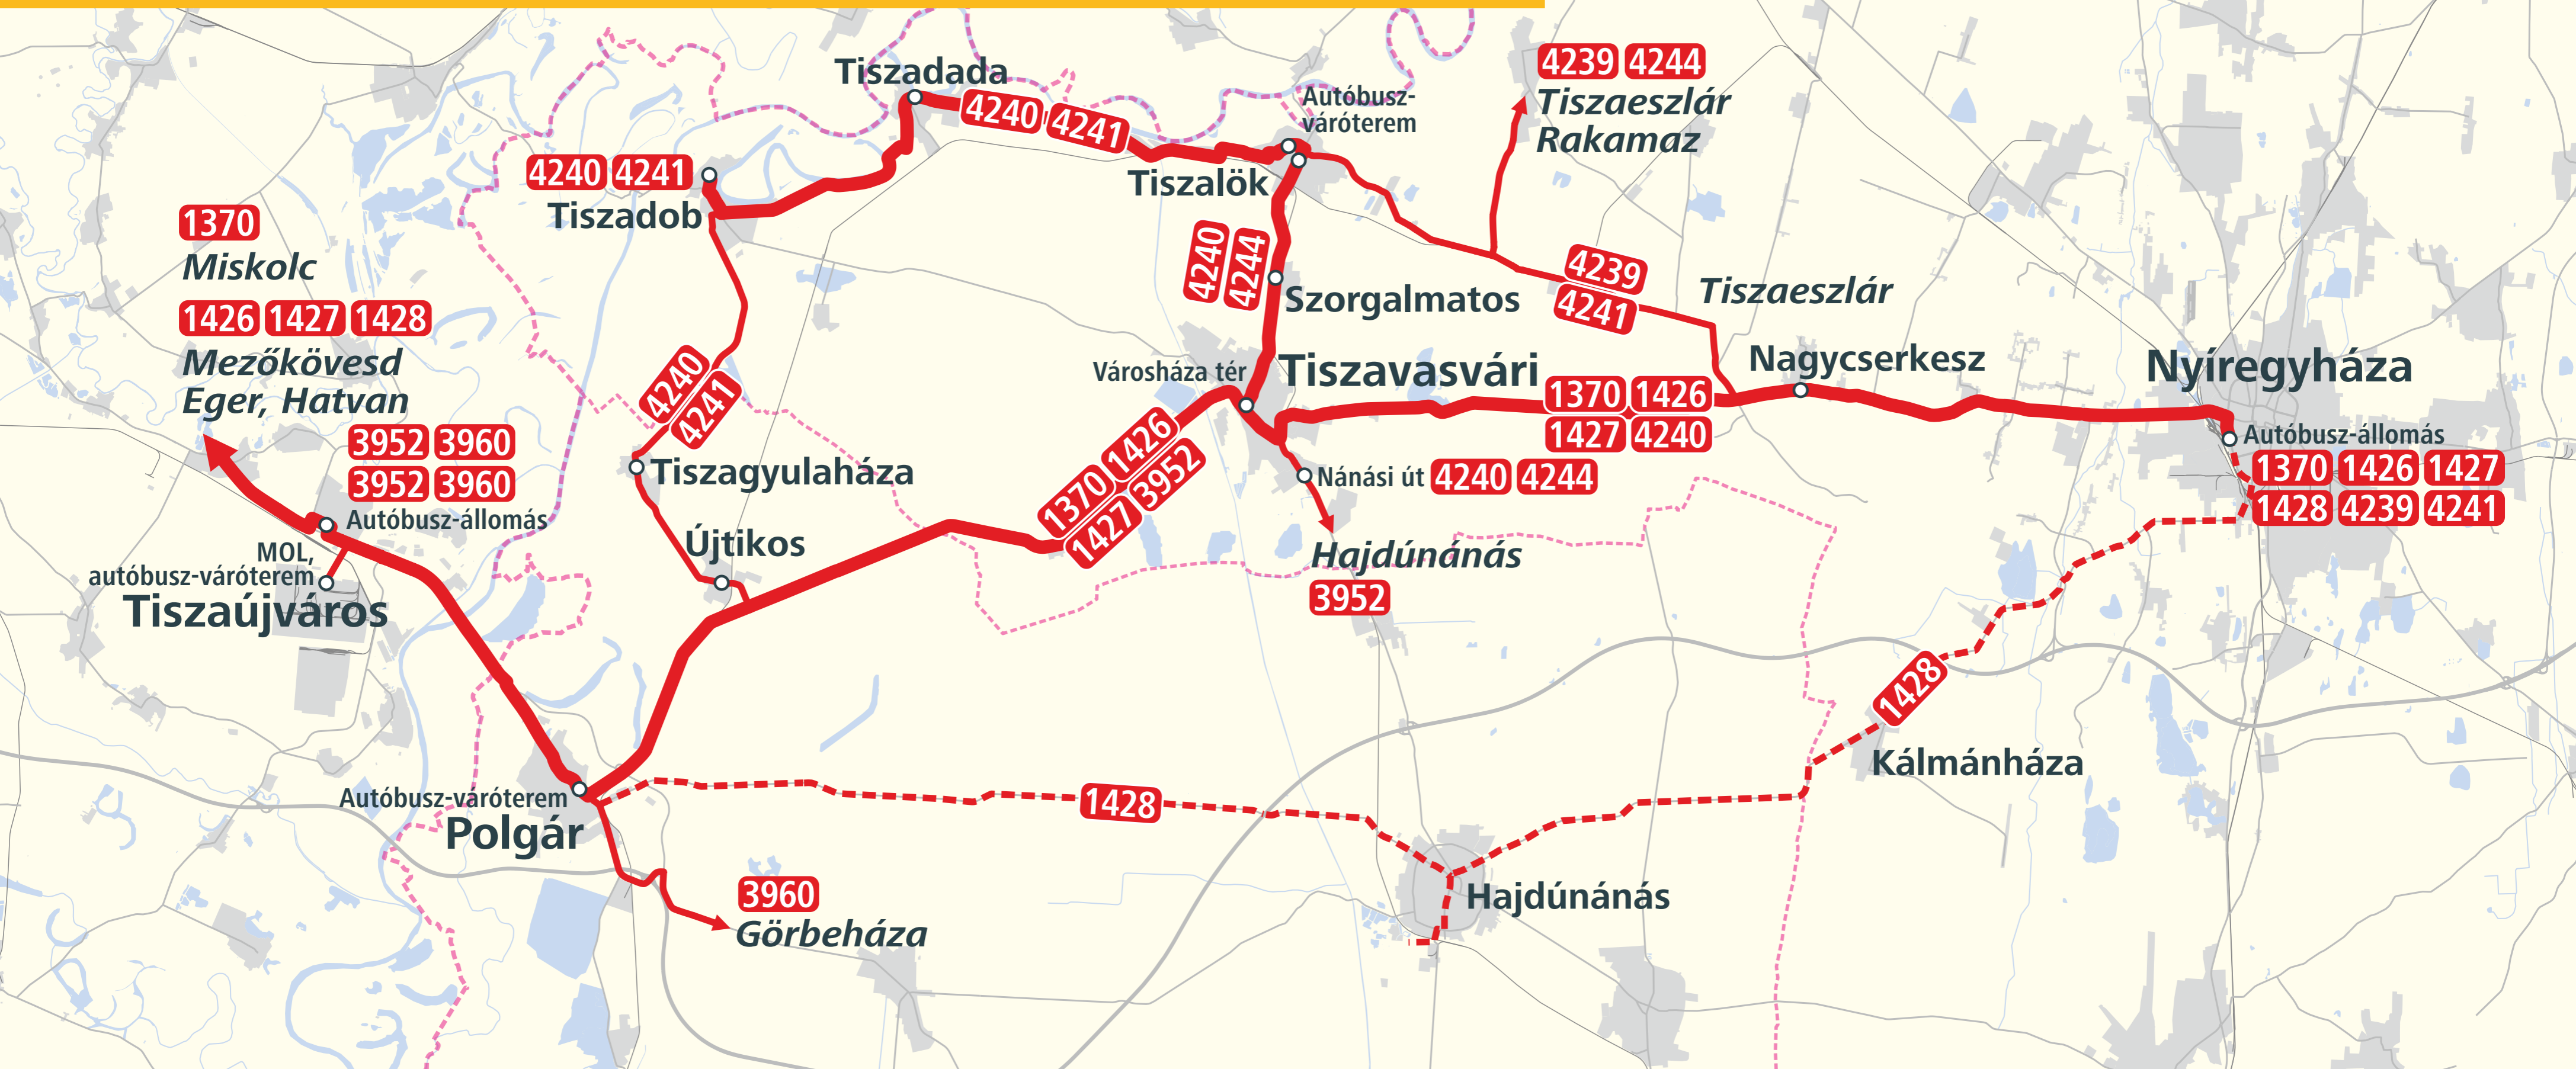 Tiszadada
4240 4241
Autóbusz-
váróterem
4239 4244
Tiszaeszlár
Rakamaz
4240 4241
Tiszadob
Tiszalök
1370
Miskolc
1426 1427 1428
Mezőkövesd
Eger, Hatvan
4240
4244
Szorgalmatos
4239
4241
Tiszaeszlár
Városháza tér
Tiszavasvári
1370 1426
1427 4240
Nagycserkesz
Nyíregyháza
Autóbusz-állomás
1370 1426 1427
1428 4239 4241
3952 3960
3952 3960
Autóbusz-állomás
MOL,
autóbusz-váróterem
Tiszaújváros
4240
4241
Tiszagyulaháza
Újtikos
1370 1426
1427 3952
Nánási út 4240 4244
Hajdúnánás
3952
1428
Kálmánháza
Autóbusz-váróterem
Polgár
1428
3960
Görbeháza
Hajdúnánás